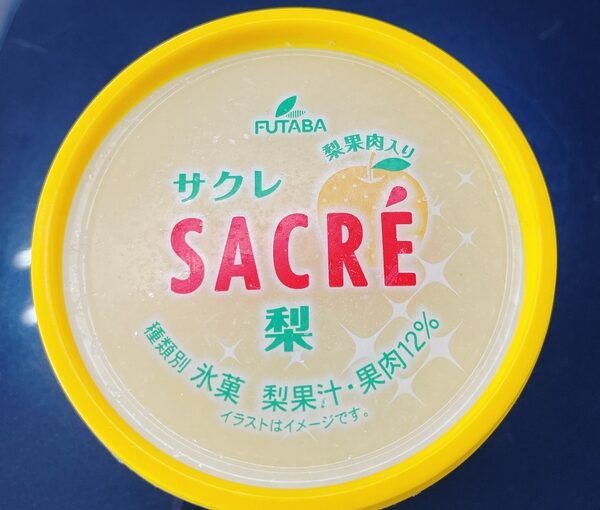 FUTABA
梨果肉入り
サクレ
SACRÉ
梨
種類別 氷菓 梨果汁・果肉12%
イラストはイメージです。